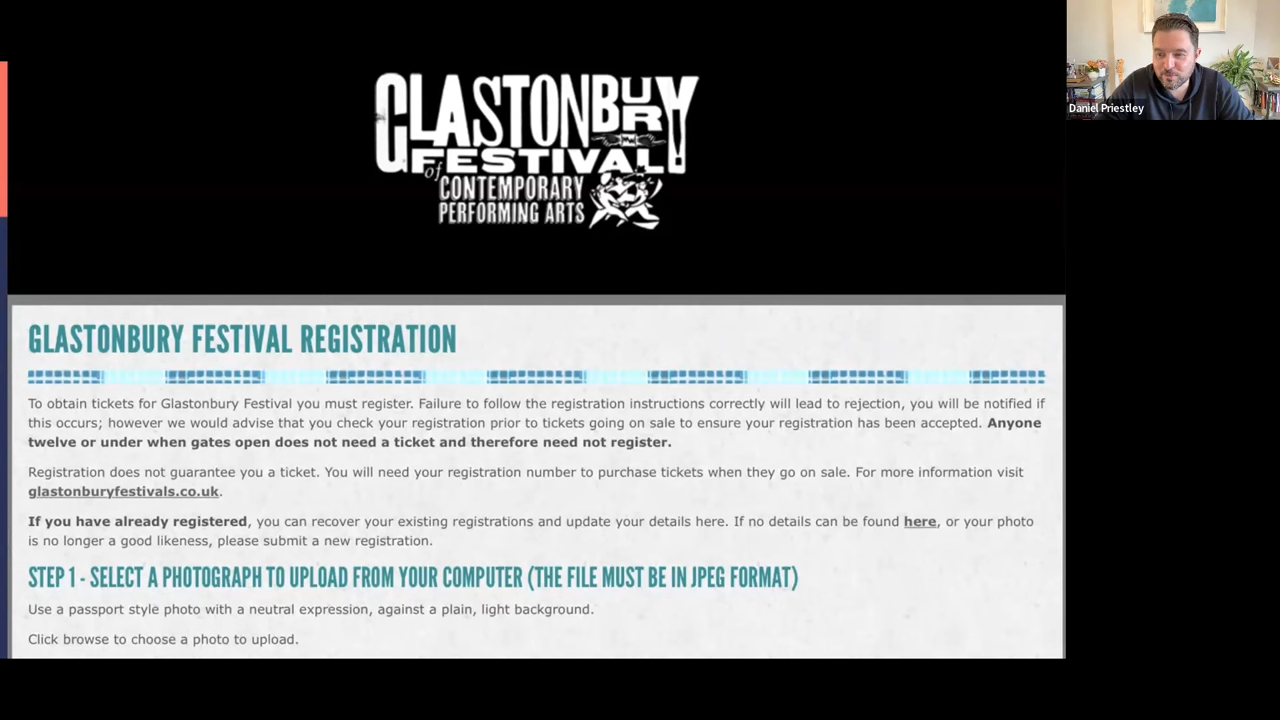 GLASTONBURY
FESTIVAL
of CONTEMPORARY
PERFORMING ARTS
Daniel Priestley
GLASTONBURY FESTIVAL REGISTRATION
To obtain tickets for Glastonbury Festival you must register. Failure to follow the registration instructions correctly will lead to rejection, you will be notified if
this occurs; however we would advise that you check your registration prior to tickets going on sale to ensure your registration has been accepted. Anyone
twelve or under when gates open does not need a ticket and therefore need not register.
Registration does not guarantee you a ticket. You will need your registration number to purchase tickets when they go on sale. For more information visit
glastonburyfestivals.co.uk.
If you have already registered, you can recover your existing registrations and update your details here. If no details can be found here, or your photo
is no longer a good likeness, please submit a new registration.
STEP 1 - SELECT A PHOTOGRAPH TO UPLOAD FROM YOUR COMPUTER (THE FILE MUST BE IN JPEG FORMAT)
Use a passport style photo with a neutral expression, against a plain, light background.
Click browse to choose a photo to upload.